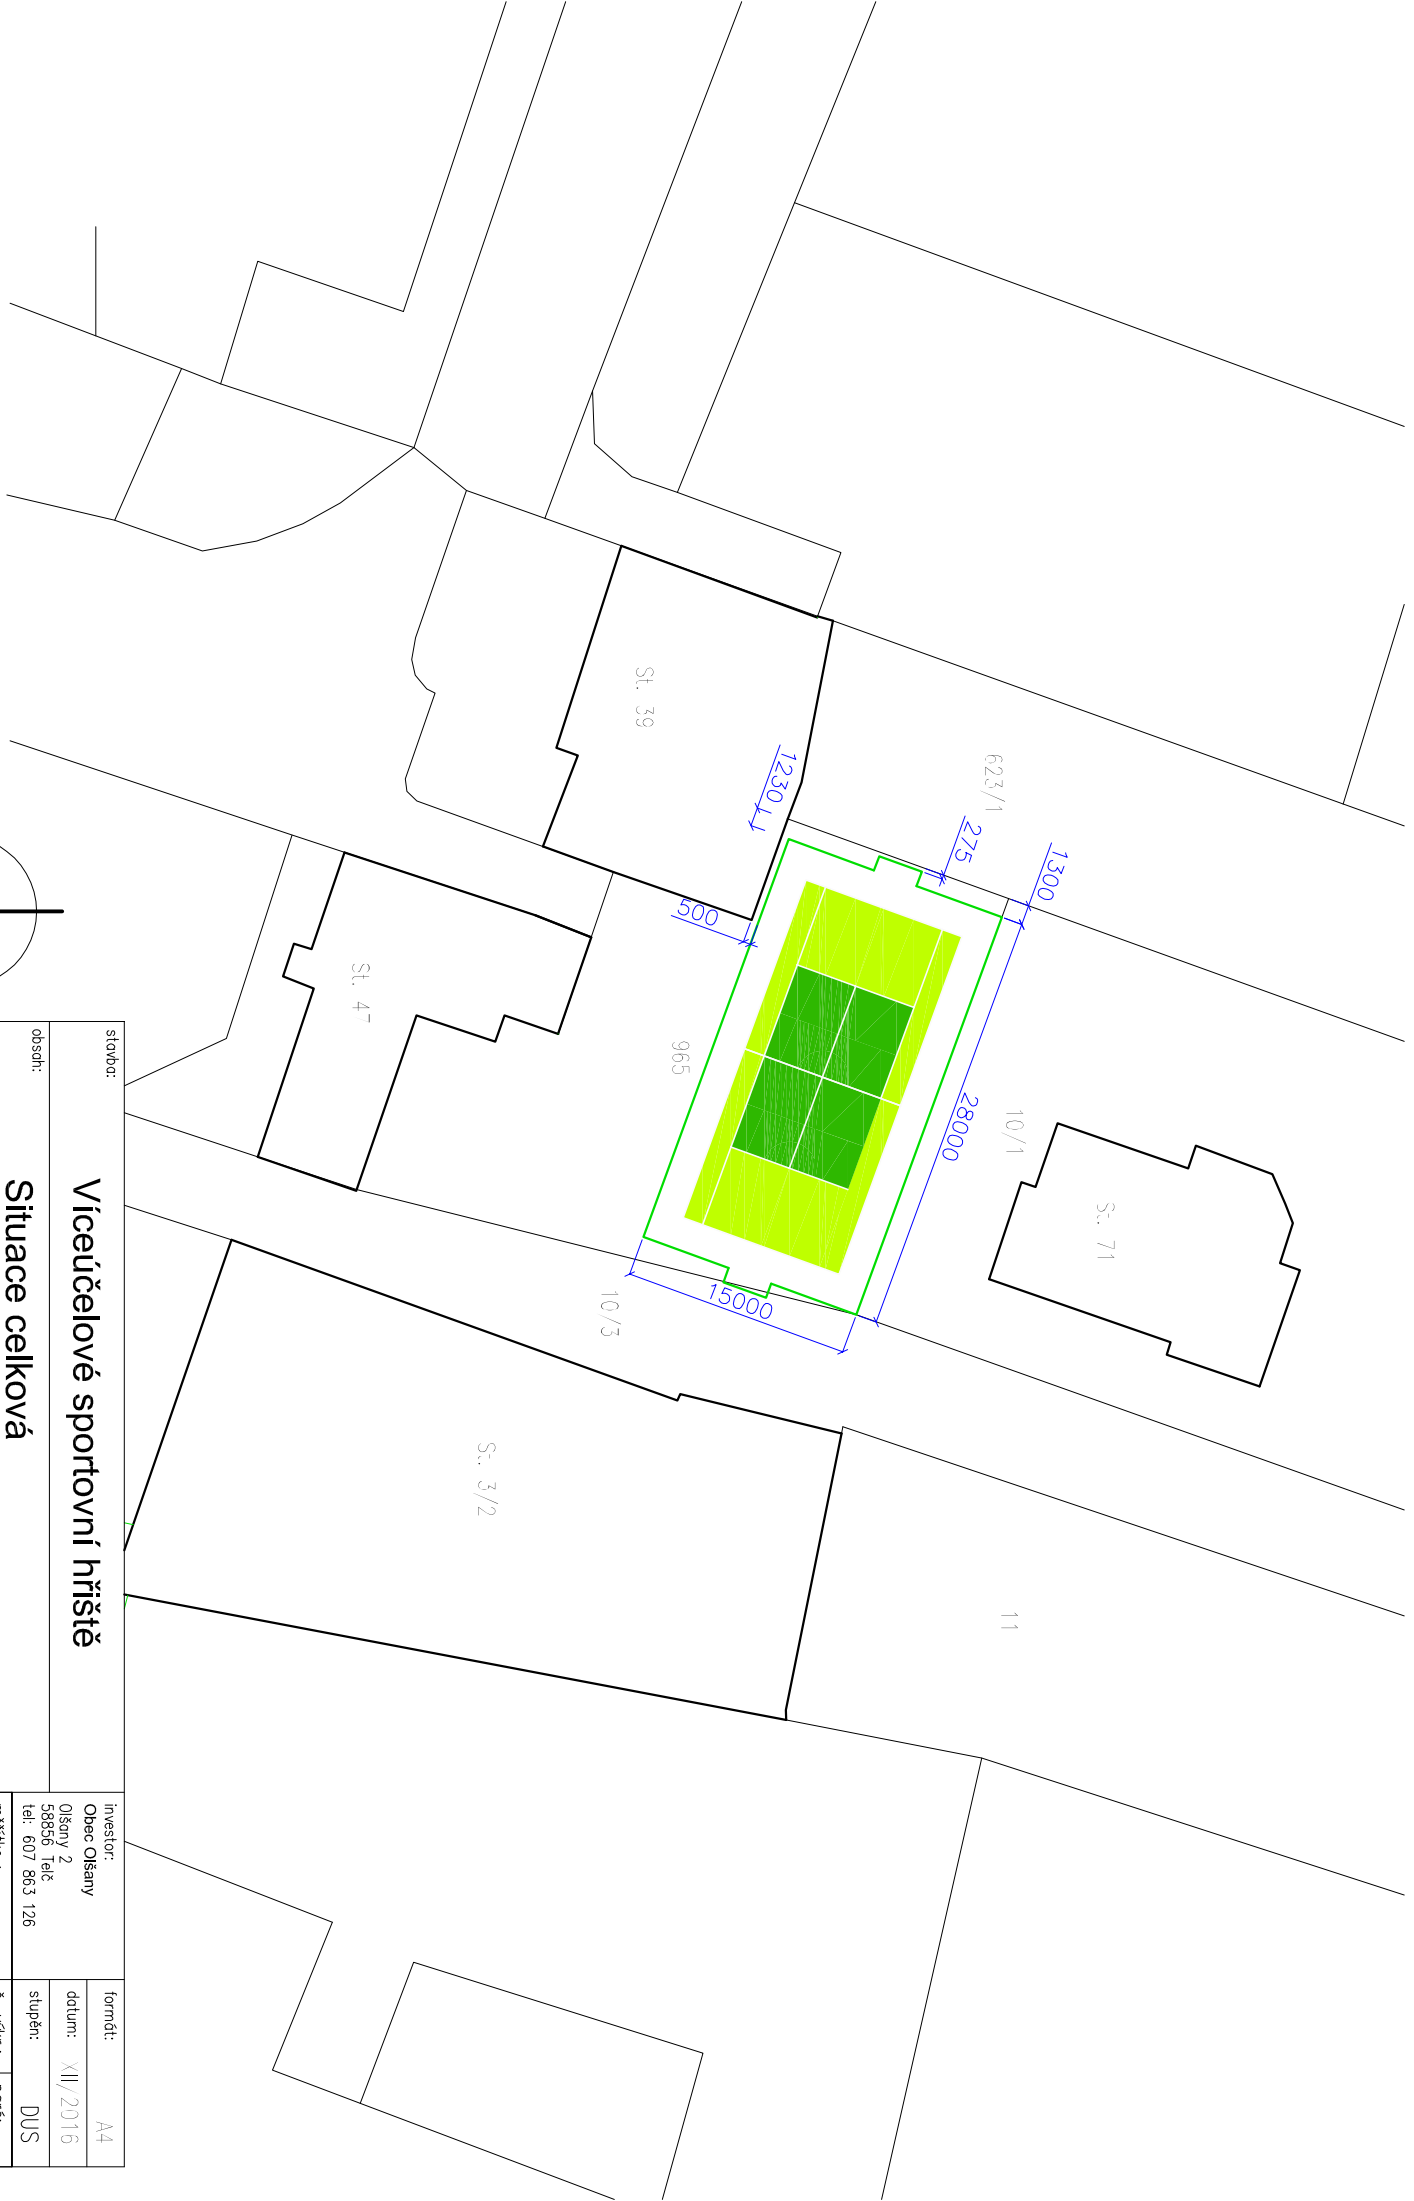 623/1
1300
275
1230
St. 39
500
28000
10/1
St. 71
965
St. 47
15000
10/3
St. 3/2
11
stavba:
Víceúčelové sportovní hřiště
obsah:
Situace celková
investor:
Obec Olšany
Olšany 2
58856 Telč
tel: 607 863 126
formát: A4
datum: XII/2016
stupěn: DUS